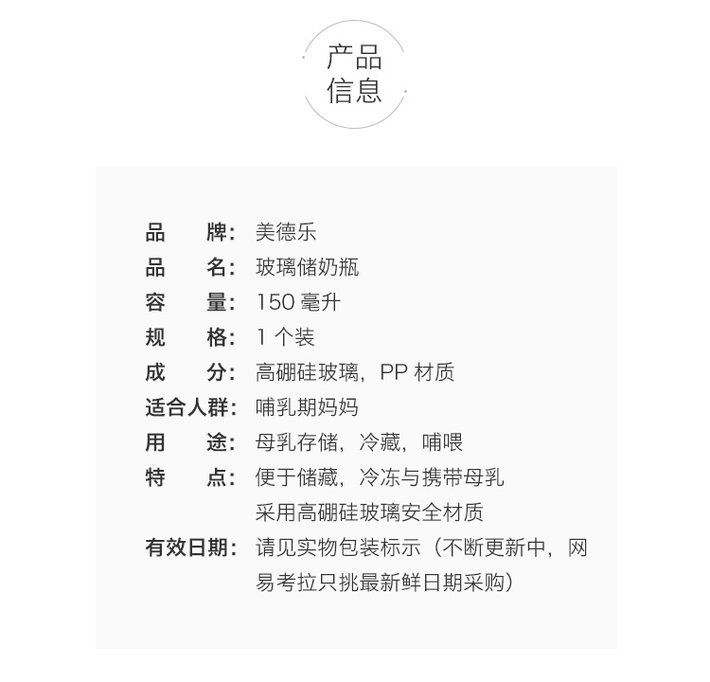 产品
信息
品　　牌： 美德乐
品　　名： 玻璃储奶瓶
容　　量： 150 毫升
规　　格： 1 个装
成　　分： 高硼硅玻璃，PP 材质
适合人群： 哺乳期妈妈
用　　途： 母乳存储，冷藏，哺喂
特　　点： 便于储藏，冷冻与携带母乳
采用高硼硅玻璃安全材质
有效日期： 请见实物包装标示（不断更新中，网
易考拉只挑最新鲜日期采购）